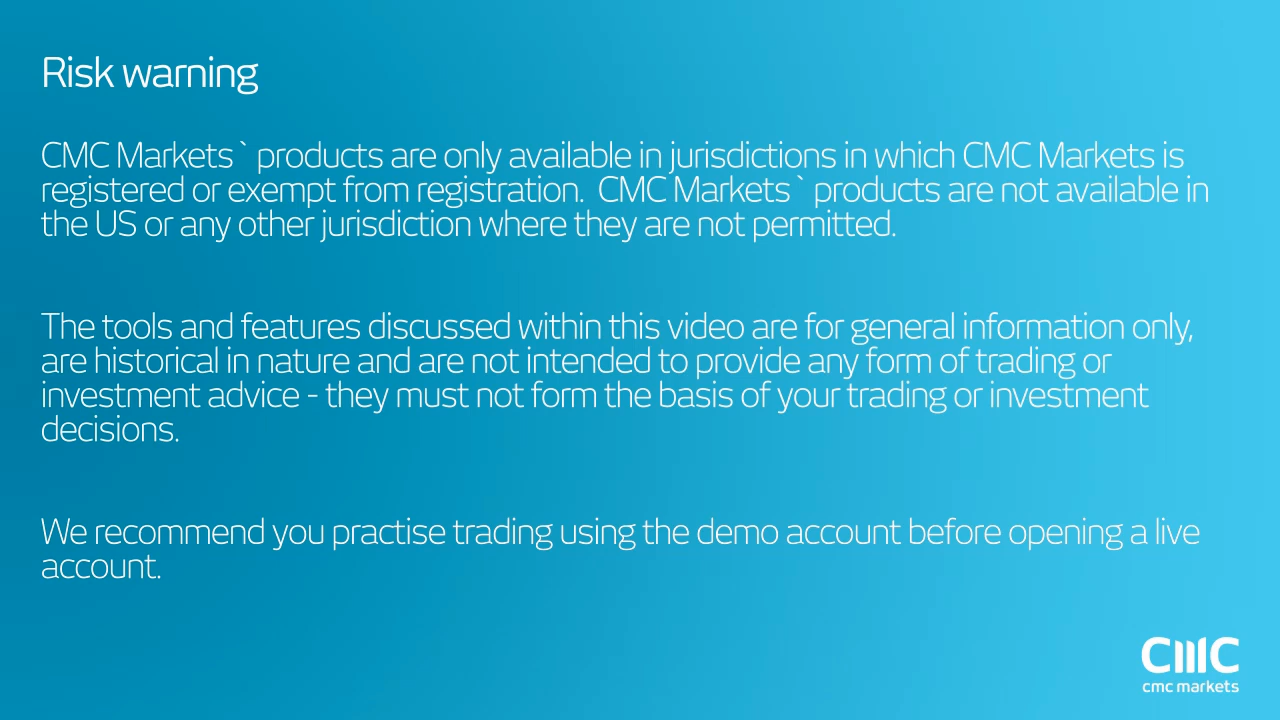 Risk warning
CMC Markets` products are only available in jurisdictions in which CMC Markets is
registered or exempt from registration.  CMC Markets` products are not available in
the US or any other jurisdiction where they are not permitted.
The tools and features discussed within this video are for general information only,
are historical in nature and are not intended to provide any form of trading or
investment advice - they must not form the basis of your trading or investment
decisions.
We recommend you practise trading using the demo account before opening a live
account.
cmc
cmc markets